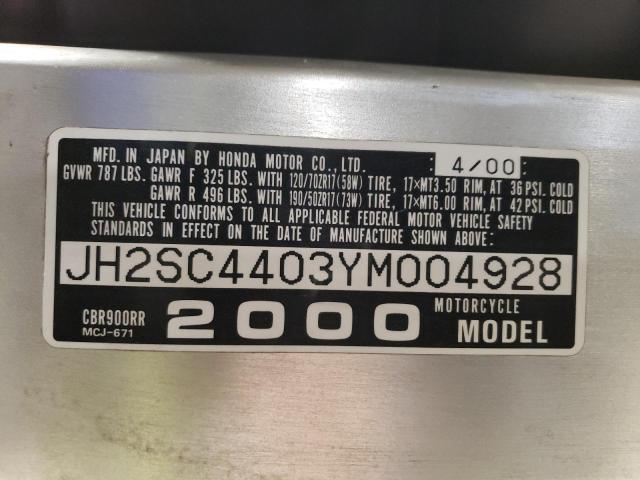 MFD. IN JAPAN BY HONDA MOTOR CO., LTD. : 4/00 :
GVWR 787 LBS. GAWR F 325 LBS. WITH 120/70ZR17(58W) TIRE, 17×MT3.50 RIM, AT 36 PSI. COLD
GAWR R 496 LBS. WITH 190/50ZR17(73W) TIRE, 17×MT6.00 RIM, AT 42 PSI. COLD
THIS VEHICLE CONFORMS TO ALL APPLICABLE FEDERAL MOTOR VEHICLE SAFETY
STANDARDS IN EFFECT ON THE DATE OF MANUFACTURE SHOWN ABOVE:
JH2SC4403YM004928
CBR900RR 2000 MOTORCYCLE
MCJ-671 MODEL